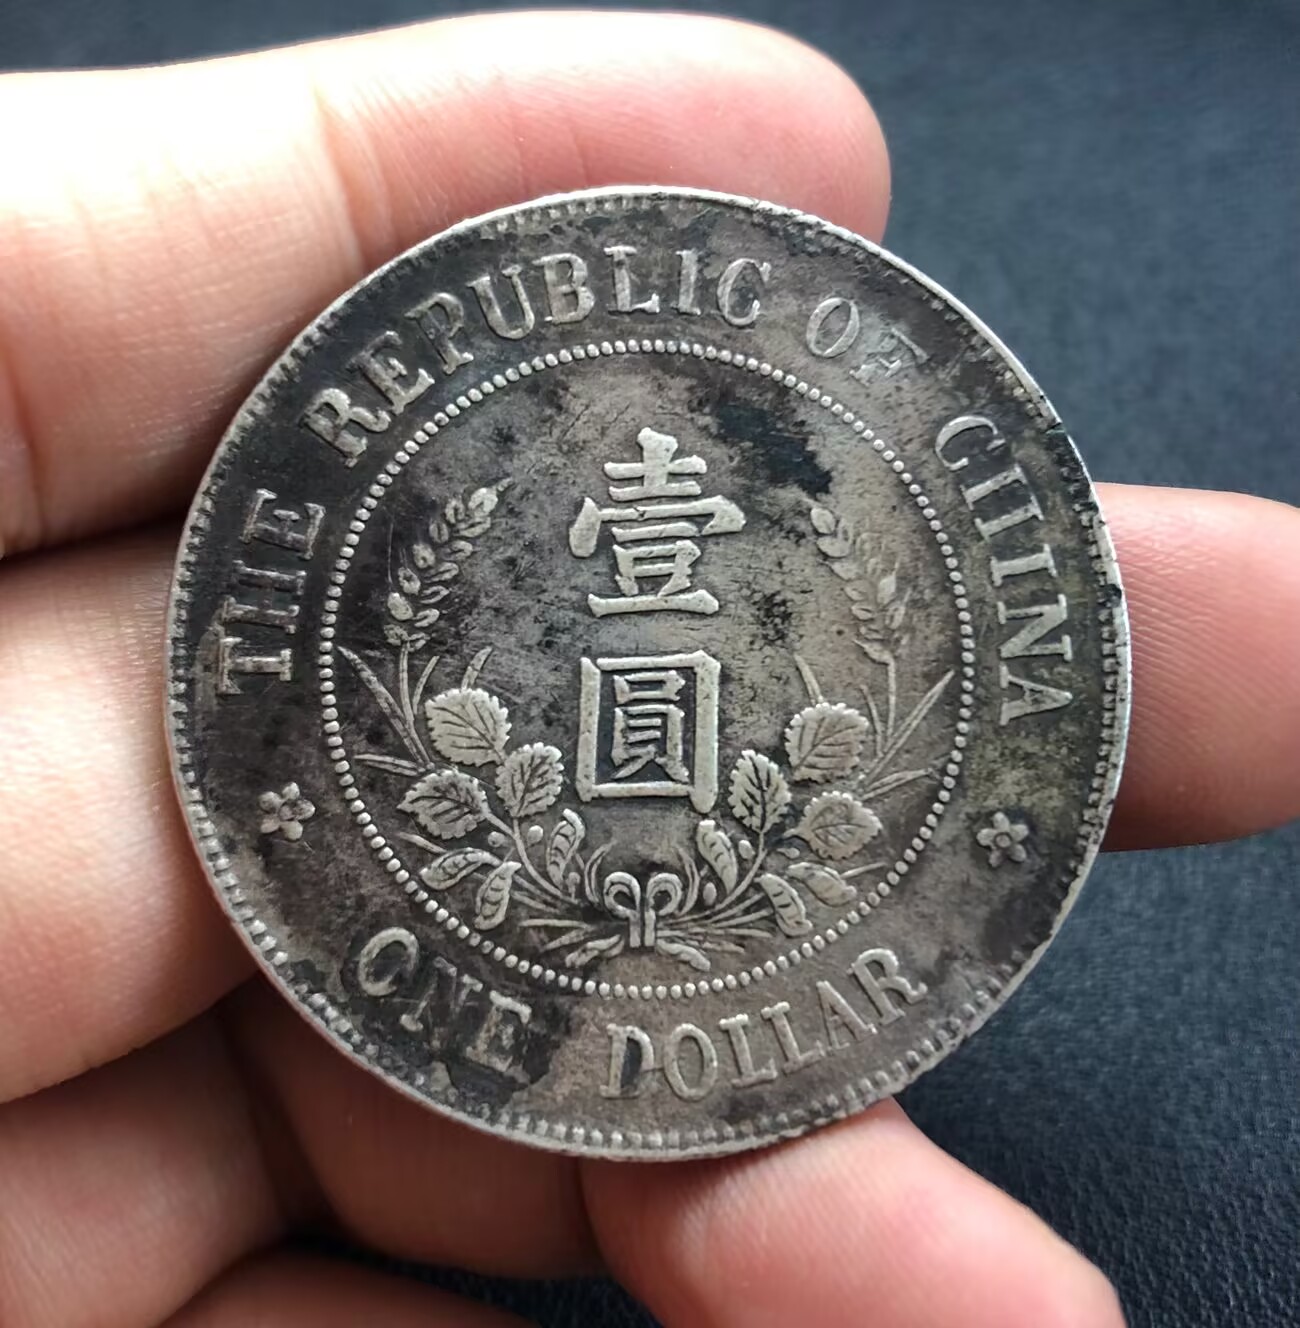 THE REPUBLIC OF CHINA
壹
圓
ONE DOLLAR